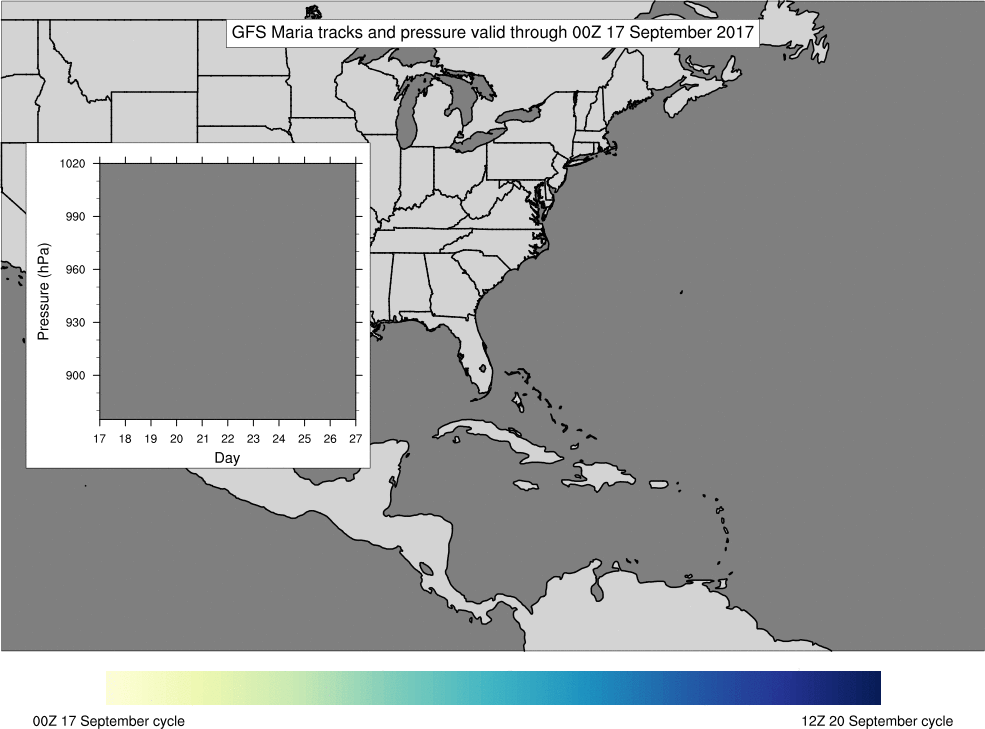 GFS Maria tracks and pressure valid through 00Z 17 September 2017
1020
990
960
930
900
Pressure (hPa)
17 18 19 20 21 22 23 24 25 26 27
Day
00Z 17 September cycle
12Z 20 September cycle